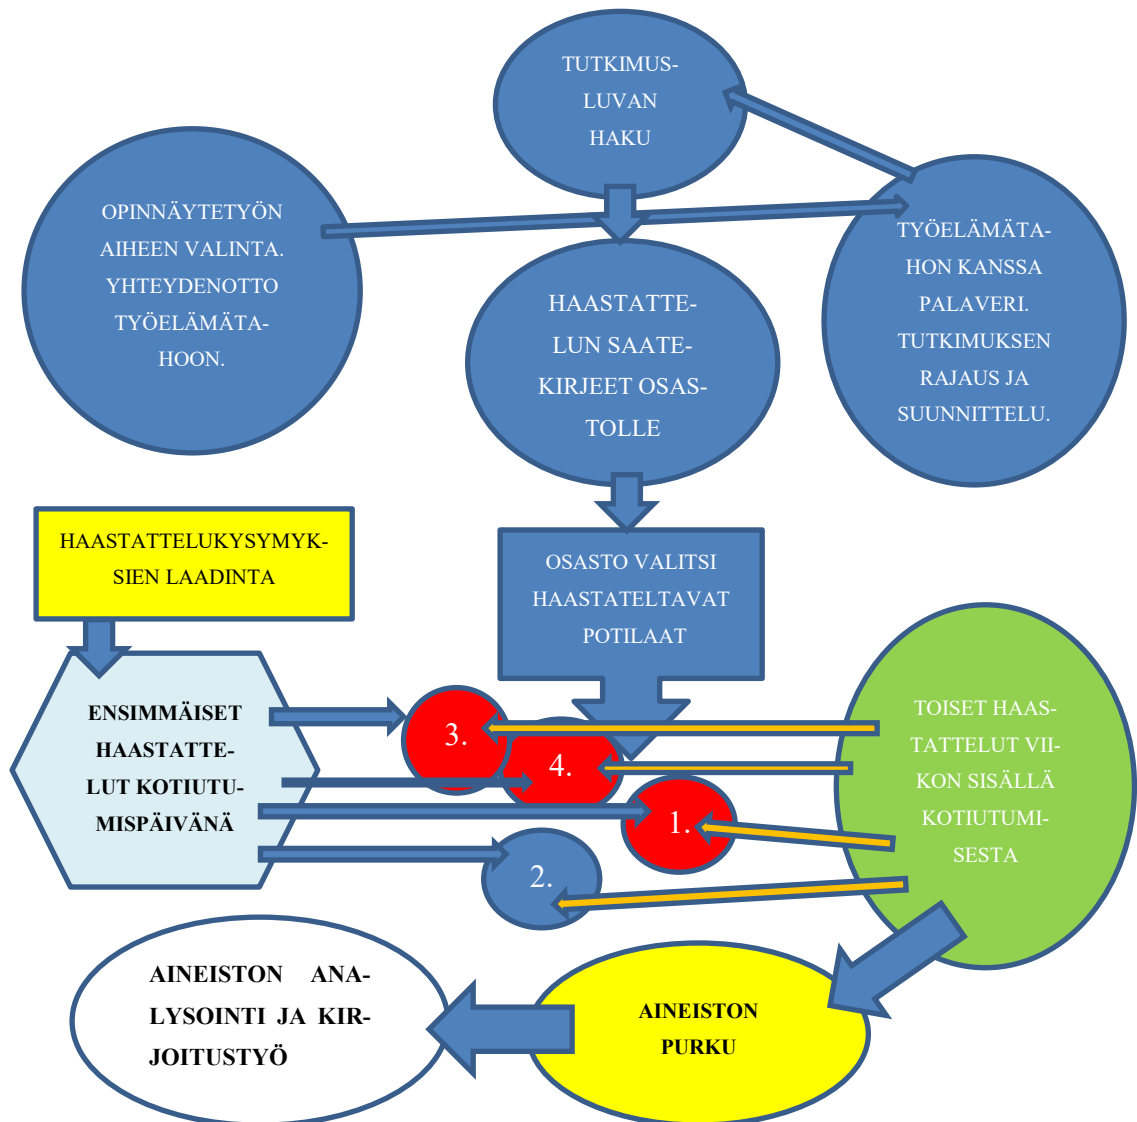 TUTKIMUS-
LUVAN
HAKU
OPINNÄYTETYÖN
AIHEEN VALINTA.
YHTEYDENOTTO
TYÖELÄMÄTA-
HOON.
TYÖELÄMÄTA-
HON KANSSA
PALAVERI.
TUTKIMUKSEN
RAJAUS JA
SUUNNITTELU.
HAASTATTE-
LUN SAATE-
KIRJEET OSAS-
TOLLE
HAASTATTELUKYSYMYK-
SIEN LAADINTA
OSASTO VALITSI
HAASTATELTAVAT
POTILAAT
ENSIMMÄISET
HAASTATTE-
LUT KOTIUTU-
MISPÄIVÄNÄ
3.
4.
1.
2.
TOISET HAAS-
TATTELUT VII-
KON SISÄLLÄ
KOTIUTUMI-
SESTA
AINEISTON ANA-
LYSOINTI JA KIR-
JOITUSTYÖ
AINEISTON
PURKU